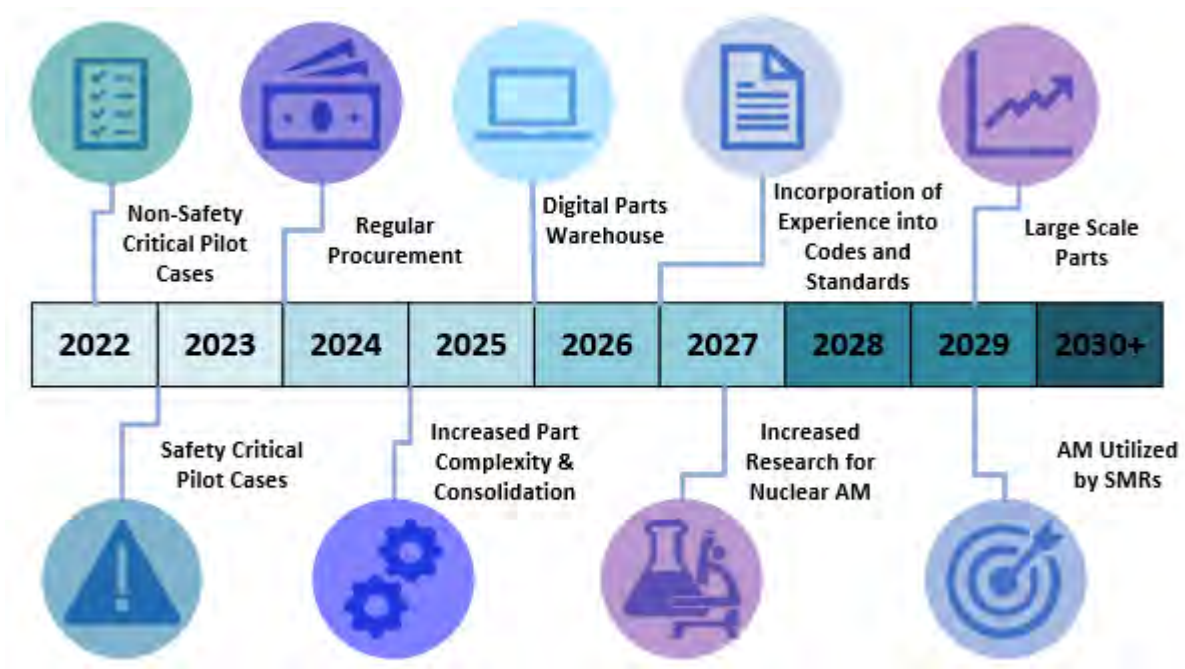 Non-Safety
Critical Pilot
Cases
Regular
Procurement
Digital Parts
Warehouse
Incorporation of
Experience into
Codes and
Standards
Large Scale
Parts
2022 2023 2024 2025 2026 2027 2028 2029 2030+
Safety Critical
Pilot Cases
Increased Part
Complexity &
Consolidation
Increased
Research for
Nuclear AM
AM Utilized
by SMRs